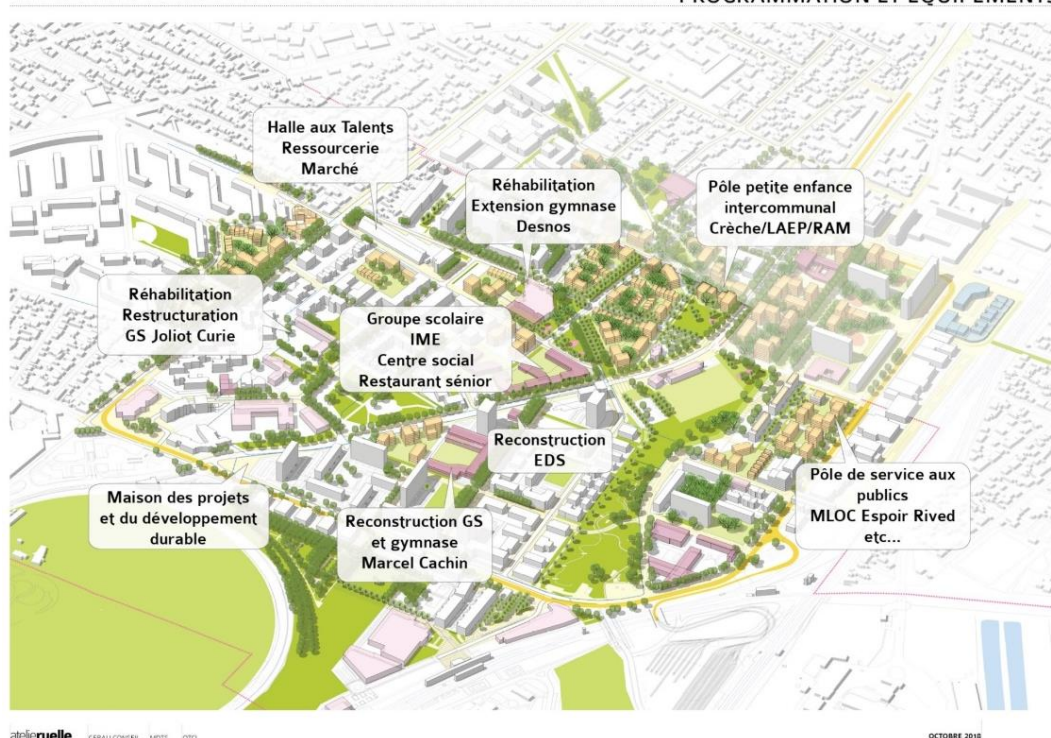 PROGRAMMATION ET EQUIPEMENTS
Halle aux Talents
Ressourcerie
Marché
Réhabilitation
Extension gymnase
Desnos
Pôle petite enfance
intercommunal
Crèche/LAEP/RAM
Réhabilitation
Restructuration
GS Joliot Curie
Groupe scolaire
IME
Centre social
Restaurant sénior
Reconstruction
EDS
Maison des projets
et du développement
durable
Reconstruction GS
et gymnase
Marcel Cachin
Pôle de service aux
publics
MLOC Espoir Rived
etc...
atelieruelle
OCTOBRE 2018